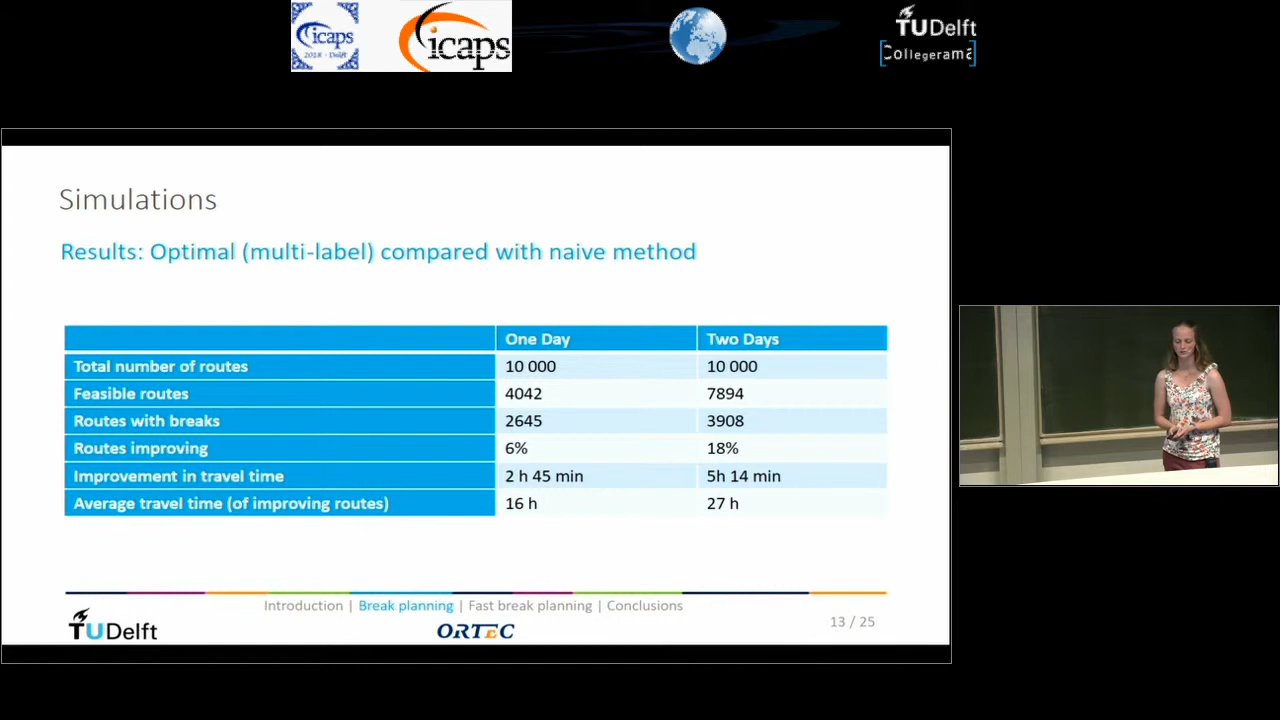 icaps
2018 - Delft
icaps
TUDelft
Collegerama
Simulations
Results: Optimal (multi-label) compared with naive method
One Day Two Days
Total number of routes 10 000 10 000
Feasible routes 4042 7894
Routes with breaks 2645 3908
Routes improving 6% 18%
Improvement in travel time 2 h 45 min 5h 14 min
Average travel time (of improving routes) 16 h 27 h
Introduction | Break planning | Fast break planning | Conclusions
13 / 25
TUDelft
ORTEC